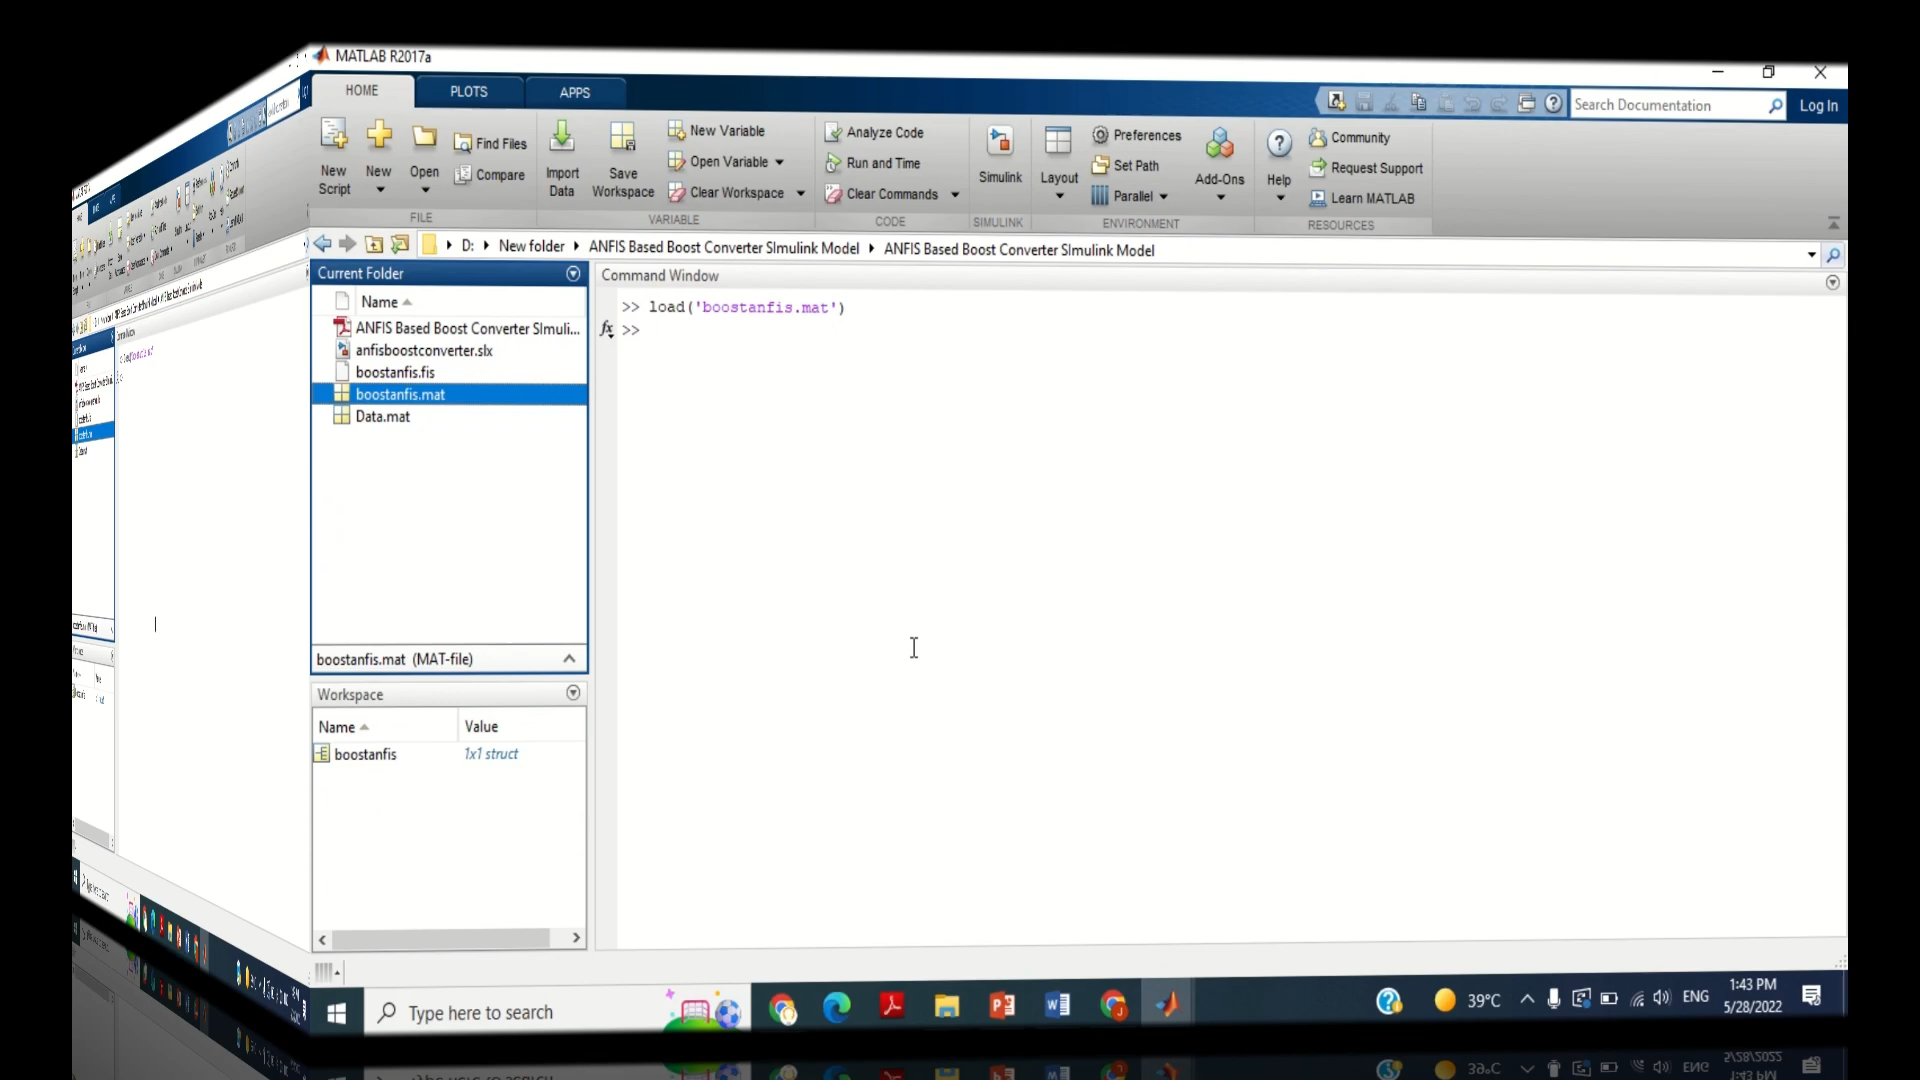 MATLAB R2017a
HOME PLOTS APPS
Search Documentation Log In
New Script
New
Open
Find Files
Compare
Import Data
Save Workspace
New Variable
Open Variable
Clear Workspace
Analyze Code
Run and Time
Clear Commands
Simulink
Layout
Preferences
Set Path
Parallel
Add-Ons
Help
Community
Request Support
Learn MATLAB
FILE VARIABLE CODE SIMULINK ENVIRONMENT RESOURCES
D: New folder ANFIS Based Boost Converter SImulink Model ANFIS Based Boost Converter SImulink Model
Current Folder
Name
ANFIS Based Boost Converter SImuli...
anfisboostconverter.slx
boostanfis.fis
boostanfis.mat
Data.mat
boostanfis.mat (MAT-file)
Workspace
Name Value
boostanfis 1x1 struct
Command Window
>> load('boostanfis.mat')
fx >>
Type here to search
39°C ENG
1:43 PM
5/28/2022